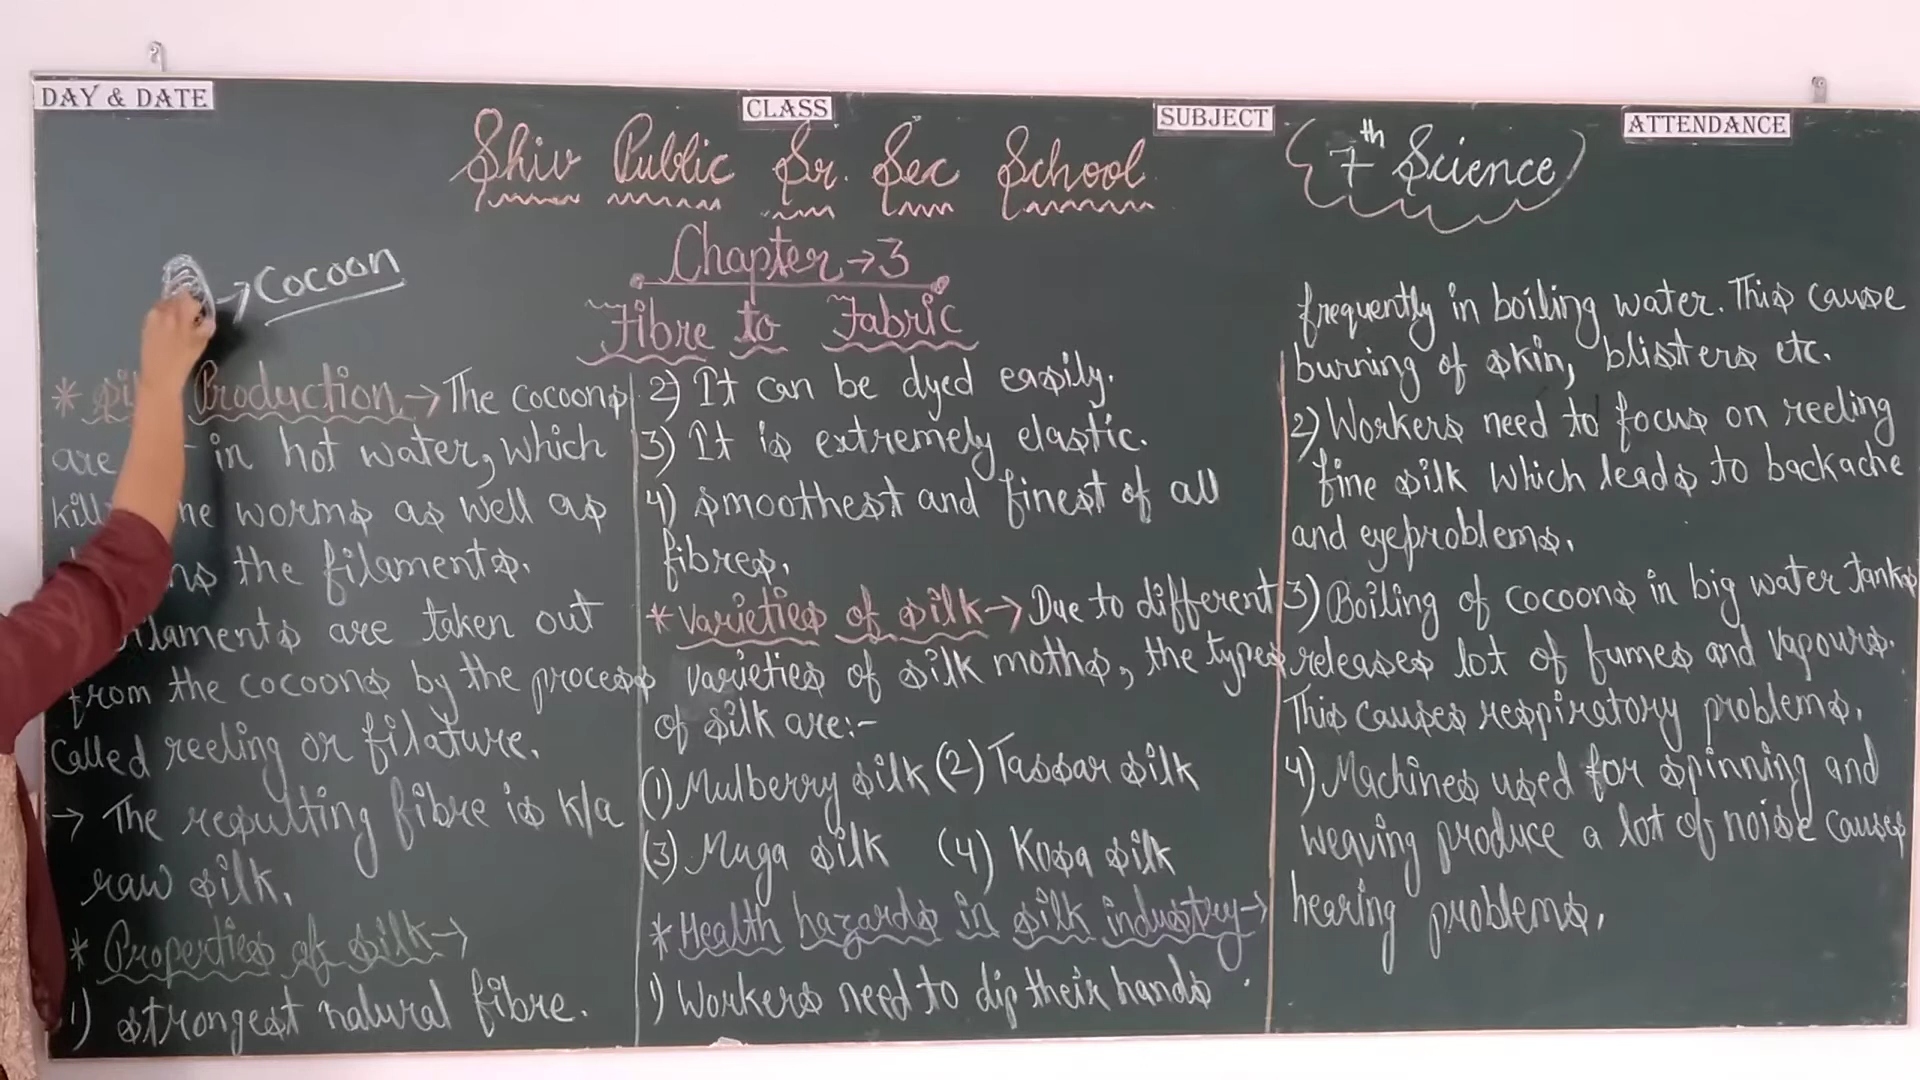 DAY & DATE
CLASS
SUBJECT
ATTENDANCE
Shiv Public Sr. Sec School
7th Science
Chapter → 3
Fibre to Fabric
→ Cocoon
* Production → The cocoons
are in hot water, which
worms as well as
the filaments.
are taken out
from the cocoons by the process
called reeling or filature.
→ The resulting fibre is k/a
raw silk.
* Properties of silk →
1) strongest natural fibre.
2) It can be dyed easily.
3) It is extremely elastic.
4) smoothest and finest of all
fibres.
* Varieties of silk → Due to different
varieties of silk moths, the types
of silk are:-
(1) Mulberry silk (2) Tassar silk
(3) Muga silk (4) Kosa silk
* Health hazards in silk industry →
1) Workers need to dip their hands
frequently in boiling water. This cause
burning of skin, blisters etc.
2) Workers need to focus on reeling
fine silk which leads to backache
and eyeproblems.
3) Boiling of cocoons in big water tanks
releases lot of fumes and vapours.
This causes respiratory problems.
4) Machines used for spinning and
weaving produce a lot of noise causes
hearing problems.